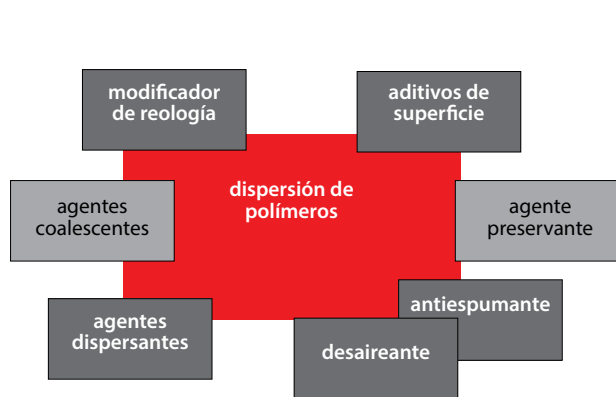 modificador
de reología
aditivos de
superficie
dispersión de
polímeros
agentes
coalescentes
agente
preservante
agentes
dispersantes
antiespumante
desaireante